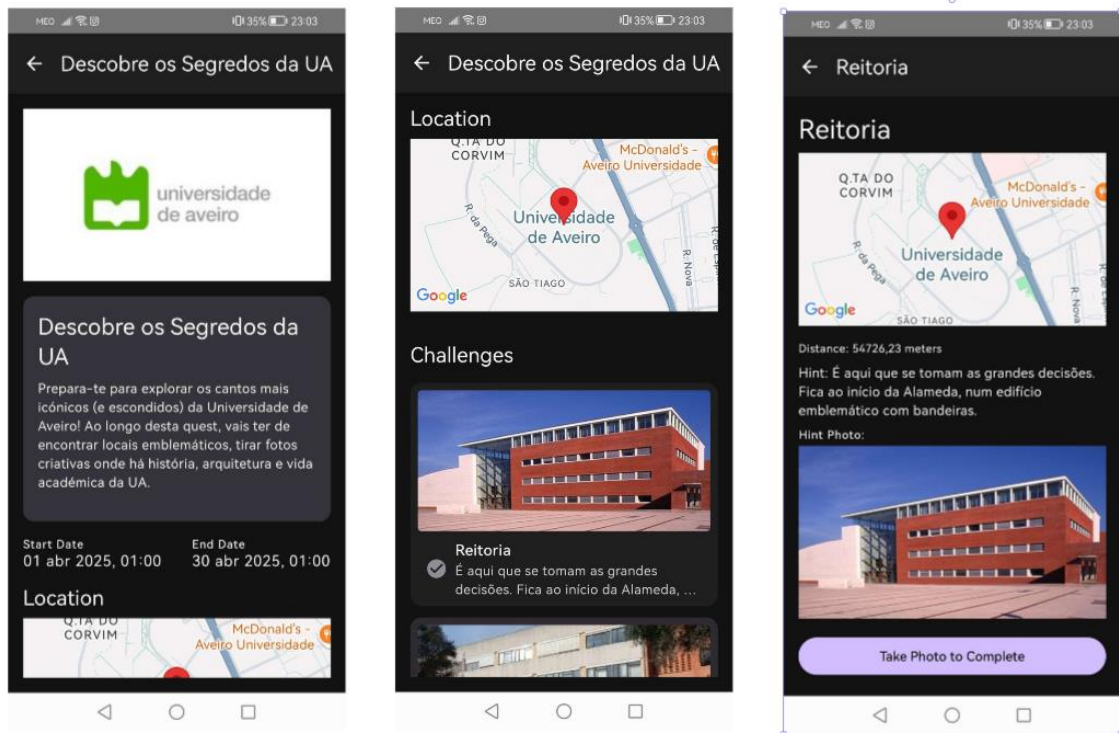 MEO 35% 23:03
← Descobre os Segredos da UA
universidade
de aveiro
Descobre os Segredos da
UA
Prepara-te para explorar os cantos mais
icónicos (e escondidos) da Universidade de
Aveiro! Ao longo desta quest, vais ter de
encontrar locais emblemáticos, tirar fotos
criativas onde há história, arquitetura e vida
académica da UA.
Start Date End Date
01 abr 2025, 01:00 30 abr 2025, 01:00
Location
Q.TA DO
CORVIM
McDonald's -
Aveiro Universidade
MEO 35% 23:03
← Descobre os Segredos da UA
Location
Q.TA DO
CORVIM
McDonald's -
Aveiro Universidade
R. da Pega
Universidade
de Aveiro
R. Nova
SÃO TIAGO
Google
Challenges
Reitoria
É aqui que se tomam as grandes
decisões. Fica ao início da Alameda, ...
MEO 35% 23:03
← Reitoria
Reitoria
Q.TA DO
CORVIM
McDonald's -
Aveiro Universidade
R. da Pega
Universidade
de Aveiro
R. Nova
Google
SÃO TIAGO
Distance: 54726,23 meters
Hint: É aqui que se tomam as grandes decisões.
Fica ao início da Alameda, num edifício
emblemático com bandeiras.
Hint Photo:
Take Photo to Complete